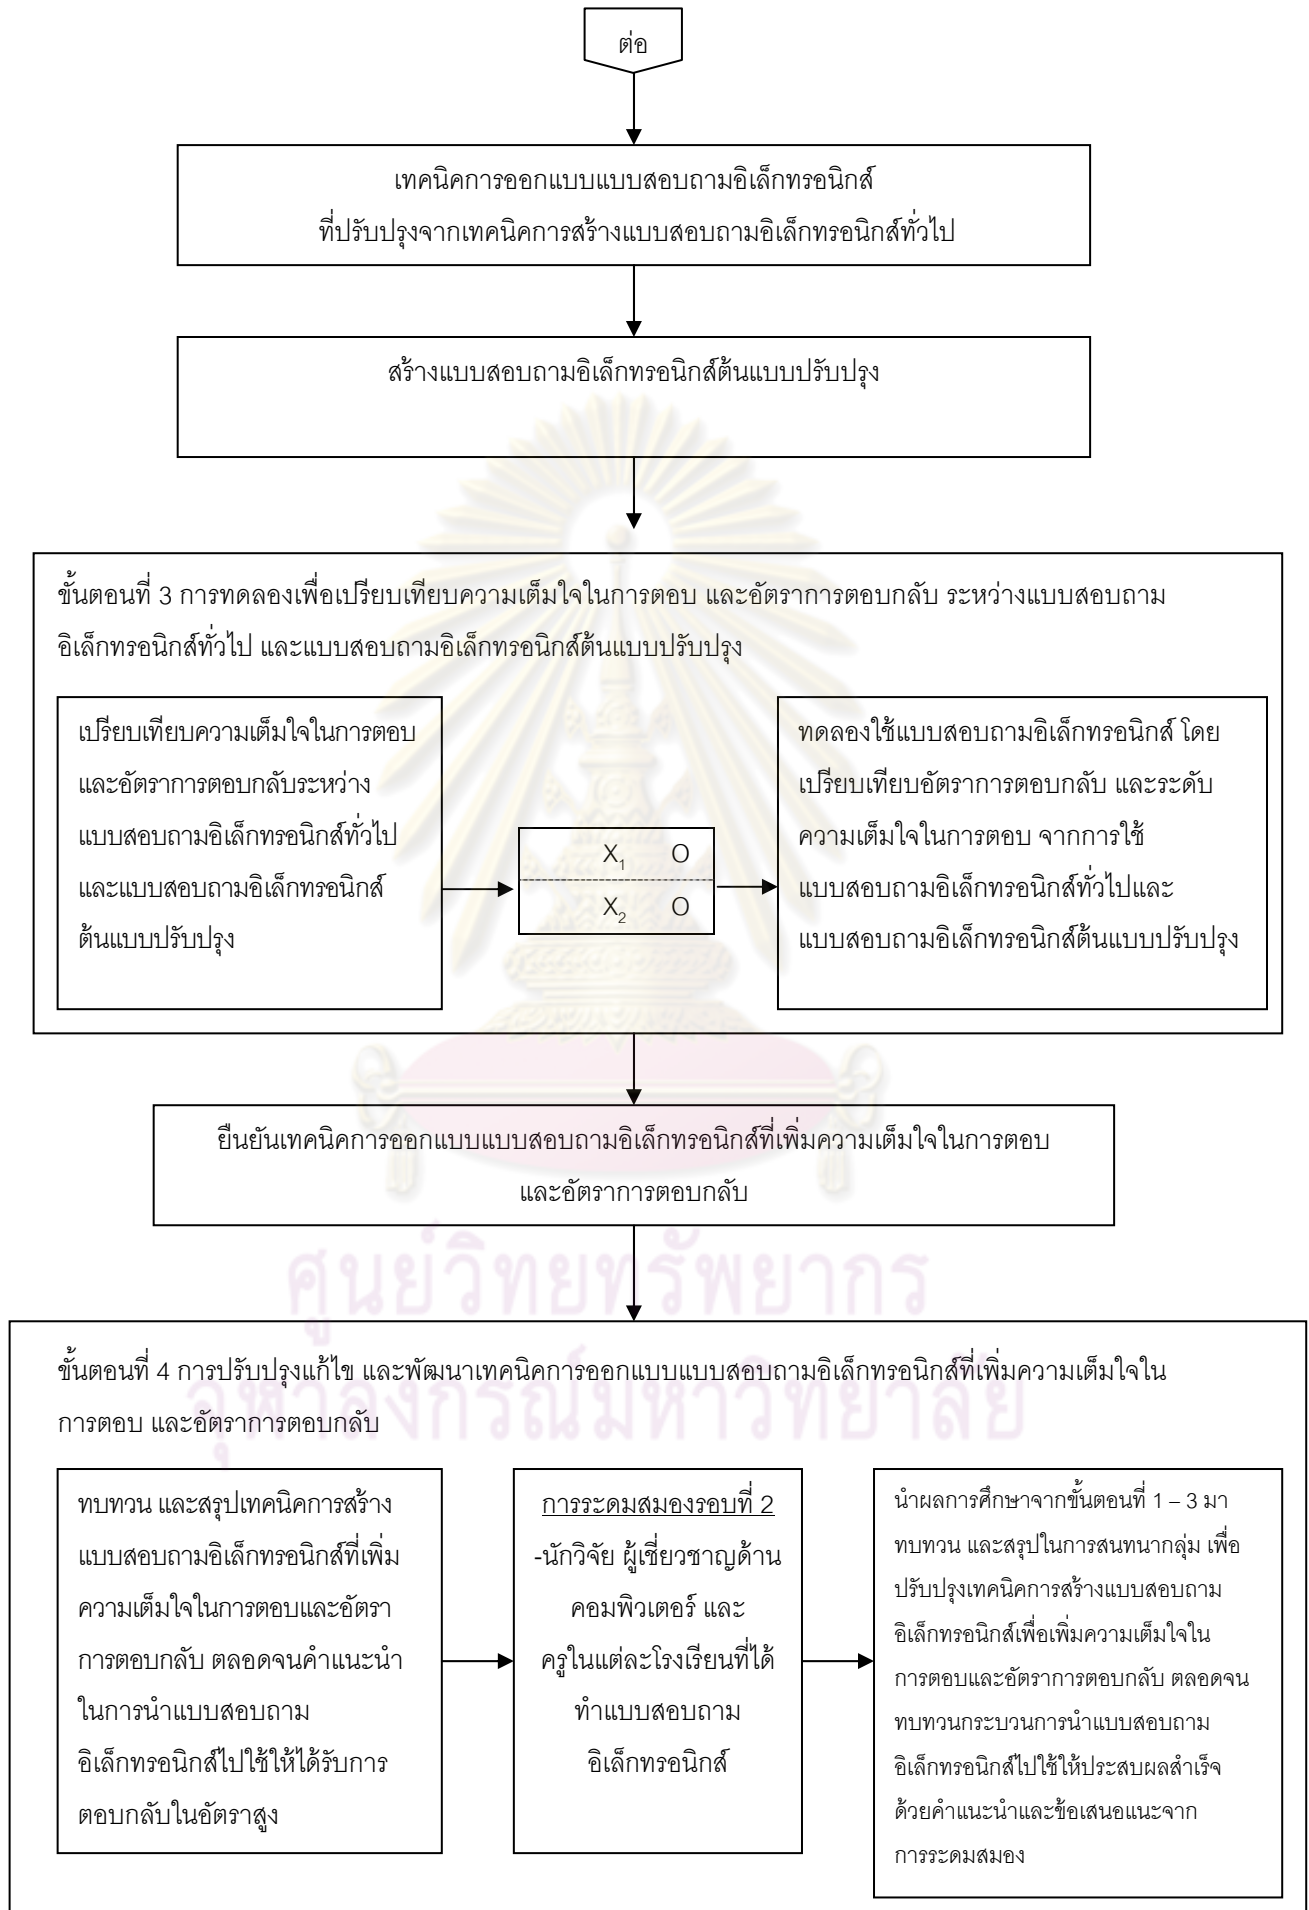 ต่อ
เทคนิคการออกแบบแบบสอบถามอิเล็กทรอนิกส์
ที่ปรับปรุงจากเทคนิคการสร้างแบบสอบถามอิเล็กทรอนิกส์ทั่วไป
สร้างแบบสอบถามอิเล็กทรอนิกส์ต้นแบบปรับปรุง
ขั้นตอนที่ 3 การทดลองเพื่อเปรียบเทียบความเต็มใจในการตอบ และอัตราการตอบกลับ ระหว่างแบบสอบถาม
อิเล็กทรอนิกส์ทั่วไป และแบบสอบถามอิเล็กทรอนิกส์ต้นแบบปรับปรุง
เปรียบเทียบความเต็มใจในการตอบ
และอัตราการตอบกลับระหว่าง
แบบสอบถามอิเล็กทรอนิกส์ทั่วไป
และแบบสอบถามอิเล็กทรอนิกส์
ต้นแบบปรับปรุง
X₁ O
X₂ O
ทดลองใช้แบบสอบถามอิเล็กทรอนิกส์ โดย
เปรียบเทียบอัตราการตอบกลับ และระดับ
ความเต็มใจในการตอบ จากการใช้
แบบสอบถามอิเล็กทรอนิกส์ทั่วไปและ
แบบสอบถามอิเล็กทรอนิกส์ต้นแบบปรับปรุง
ยืนยันเทคนิคการออกแบบแบบสอบถามอิเล็กทรอนิกส์ที่เพิ่มความเต็มใจในการตอบ
และอัตราการตอบกลับ
ศูนย์วิทยทรัพยากร
จุฬาลงกรณ์มหาวิทยาลัย
ขั้นตอนที่ 4 การปรับปรุงแก้ไข และพัฒนาเทคนิคการออกแบบแบบสอบถามอิเล็กทรอนิกส์ที่เพิ่มความเต็มใจใน
การตอบ และอัตราการตอบกลับ
ทบทวน และสรุปเทคนิคการสร้าง
แบบสอบถามอิเล็กทรอนิกส์ที่เพิ่ม
ความเต็มใจในการตอบและอัตรา
การตอบกลับ ตลอดจนคำแนะนำ
ในการนำแบบสอบถาม
อิเล็กทรอนิกส์ไปใช้ให้ได้รับการ
ตอบกลับในอัตราสูง
การระดมสมองรอบที่ 2
-นักวิจัย ผู้เชี่ยวชาญด้าน
คอมพิวเตอร์ และ
ครูในแต่ละโรงเรียนที่ได้
ทำแบบสอบถาม
อิเล็กทรอนิกส์
นำผลการศึกษาจากขั้นตอนที่ 1 – 3 มา
ทบทวน และสรุปในการสนทนากลุ่ม เพื่อ
ปรับปรุงเทคนิคการสร้างแบบสอบถาม
อิเล็กทรอนิกส์เพื่อเพิ่มความเต็มใจใน
การตอบและอัตราการตอบกลับ ตลอดจน
ทบทวนกระบวนการนำแบบสอบถาม
อิเล็กทรอนิกส์ไปใช้ให้ประสบผลสำเร็จ
ด้วยคำแนะนำและข้อเสนอแนะจาก
การระดมสมอง